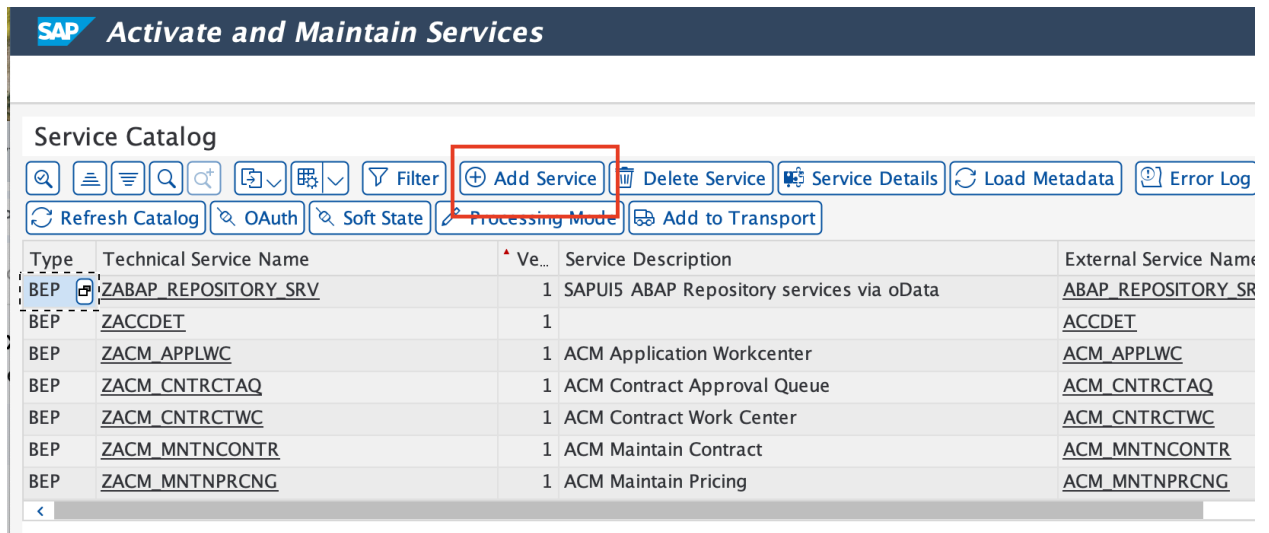 SAP Activate and Maintain Services
Service Catalog
Filter Add Service Delete Service Service Details Load Metadata Error Log
Refresh Catalog OAuth Soft State Processing Mode Add to Transport
Type Technical Service Name Ve... Service Description External Service Name
BEP ZABAP_REPOSITORY_SRV 1 SAPUI5 ABAP Repository services via oData ABAP_REPOSITORY_SR
BEP ZACCDET 1 ACCDET
BEP ZACM_APPLWC 1 ACM Application Workcenter ACM_APPLWC
BEP ZACM_CNTRCTAQ 1 ACM Contract Approval Queue ACM_CNTRCTAQ
BEP ZACM_CNTRCTWC 1 ACM Contract Work Center ACM_CNTRCTWC
BEP ZACM_MNTNCONTR 1 ACM Maintain Contract ACM_MNTNCONTR
BEP ZACM_MNTNPRCNG 1 ACM Maintain Pricing ACM_MNTNPRCNG